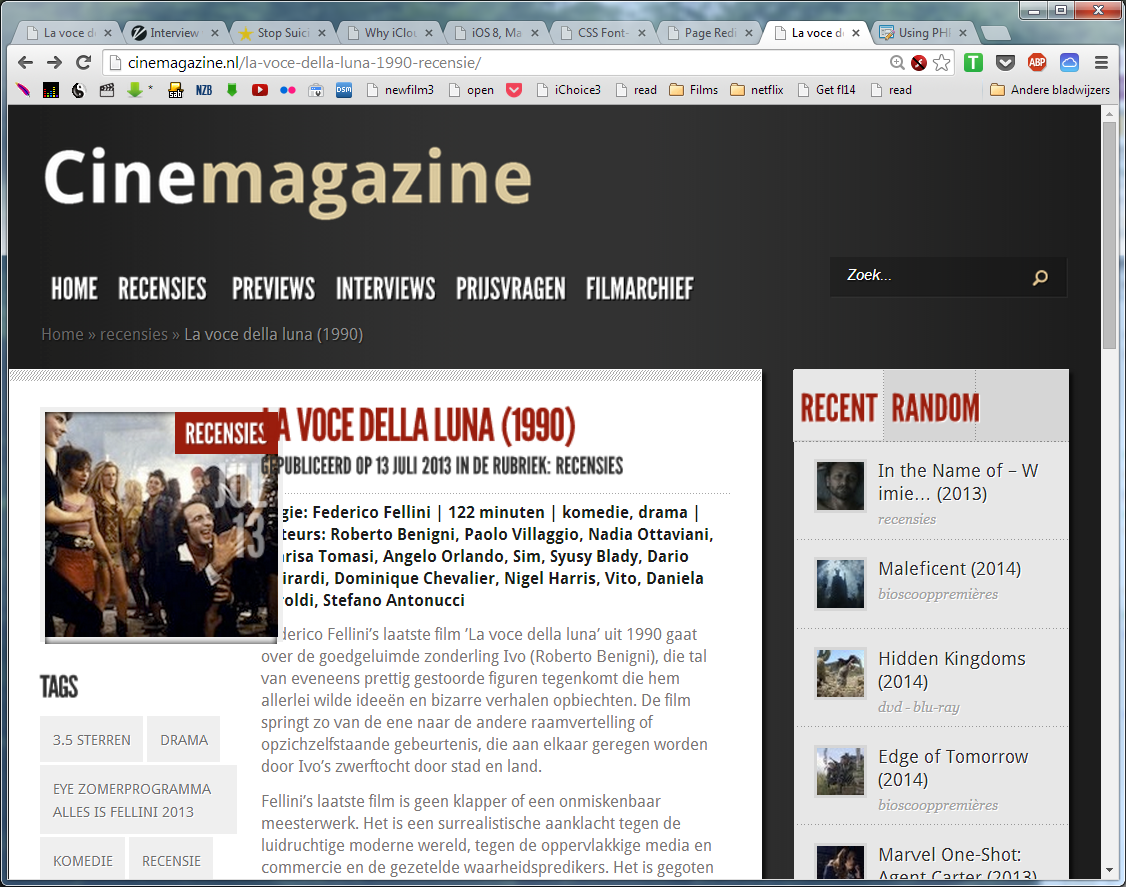 La voce d
Interview
Stop Suici
Why iClou
iOS 8, Ma
CSS Font-
Page Redi
La voce d
Using PHI
cinemagazine.nl/la-voce-della-luna-1990-recensie/
T
ABP
sab
NZB
DSM
newfilm3
open
iChoice3
read
Films
netflix
Get fl14
read
Andere bladwijzers
Cinemagazine
HOME RECENSIES PREVIEWS INTERVIEWS PRIJSVRAGEN FILMARCHIEF
Zoek...
Home » recensies » La voce della luna (1990)
RECENSIES
JUL
13
LA VOCE DELLA LUNA (1990)
GEPUBLICEERD OP 13 JULI 2013 IN DE RUBRIEK: RECENSIES
gie: Federico Fellini | 122 minuten | komedie, drama |
teurs: Roberto Benigni, Paolo Villaggio, Nadia Ottaviani,
arisa Tomasi, Angelo Orlando, Sim, Syusy Blady, Dario
irardi, Dominique Chevalier, Nigel Harris, Vito, Daniela
roldi, Stefano Antonucci
derico Fellini’s laatste film ‘La voce della luna’ uit 1990 gaat
over de goedgeluimde zonderling Ivo (Roberto Benigni), die tal
van eveneens prettig gestoorde figuren tegenkomt die hem
allerlei wilde ideeën en bizarre verhalen opbiechten. De film
springt zo van de ene naar de andere raamvertelling of
opzichzelfstaande gebeurtenis, die aan elkaar geregen worden
door Ivo’s zwerftocht door stad en land.
Fellini’s laatste film is geen klapper of een onmiskenbaar
meesterwerk. Het is een surrealistische aanklacht tegen de
luidruchtige moderne wereld, tegen de oppervlakkige media en
commercie en de gezetelde waarheidspredikers. Het is gegoten
TAGS
3.5 STERREN
DRAMA
EYE ZOMERPROGRAMMA
ALLES IS FELLINI 2013
KOMEDIE
RECENSIE
RECENT RANDOM
In the Name of – W
imie… (2013)
recensies
Maleficent (2014)
bioscooppremières
Hidden Kingdoms
(2014)
dvd - blu-ray
Edge of Tomorrow
(2014)
bioscooppremières
Marvel One-Shot:
Agent Carter (2013)